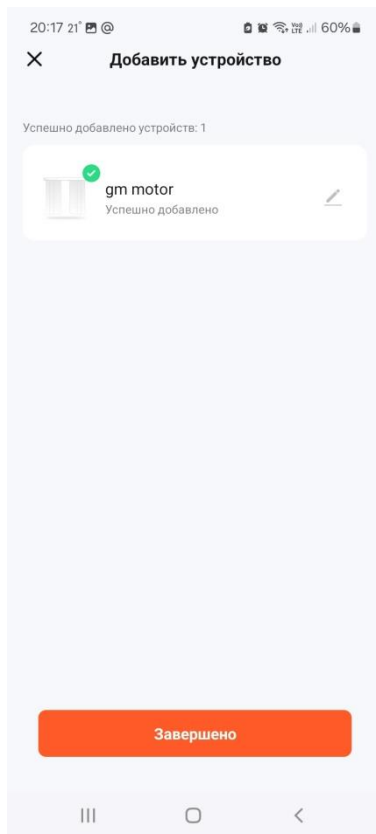 20:17 21° @ 60%
Добавить устройство
Успешно добавлено устройств: 1
gm motor
Успешно добавлено
Завершено